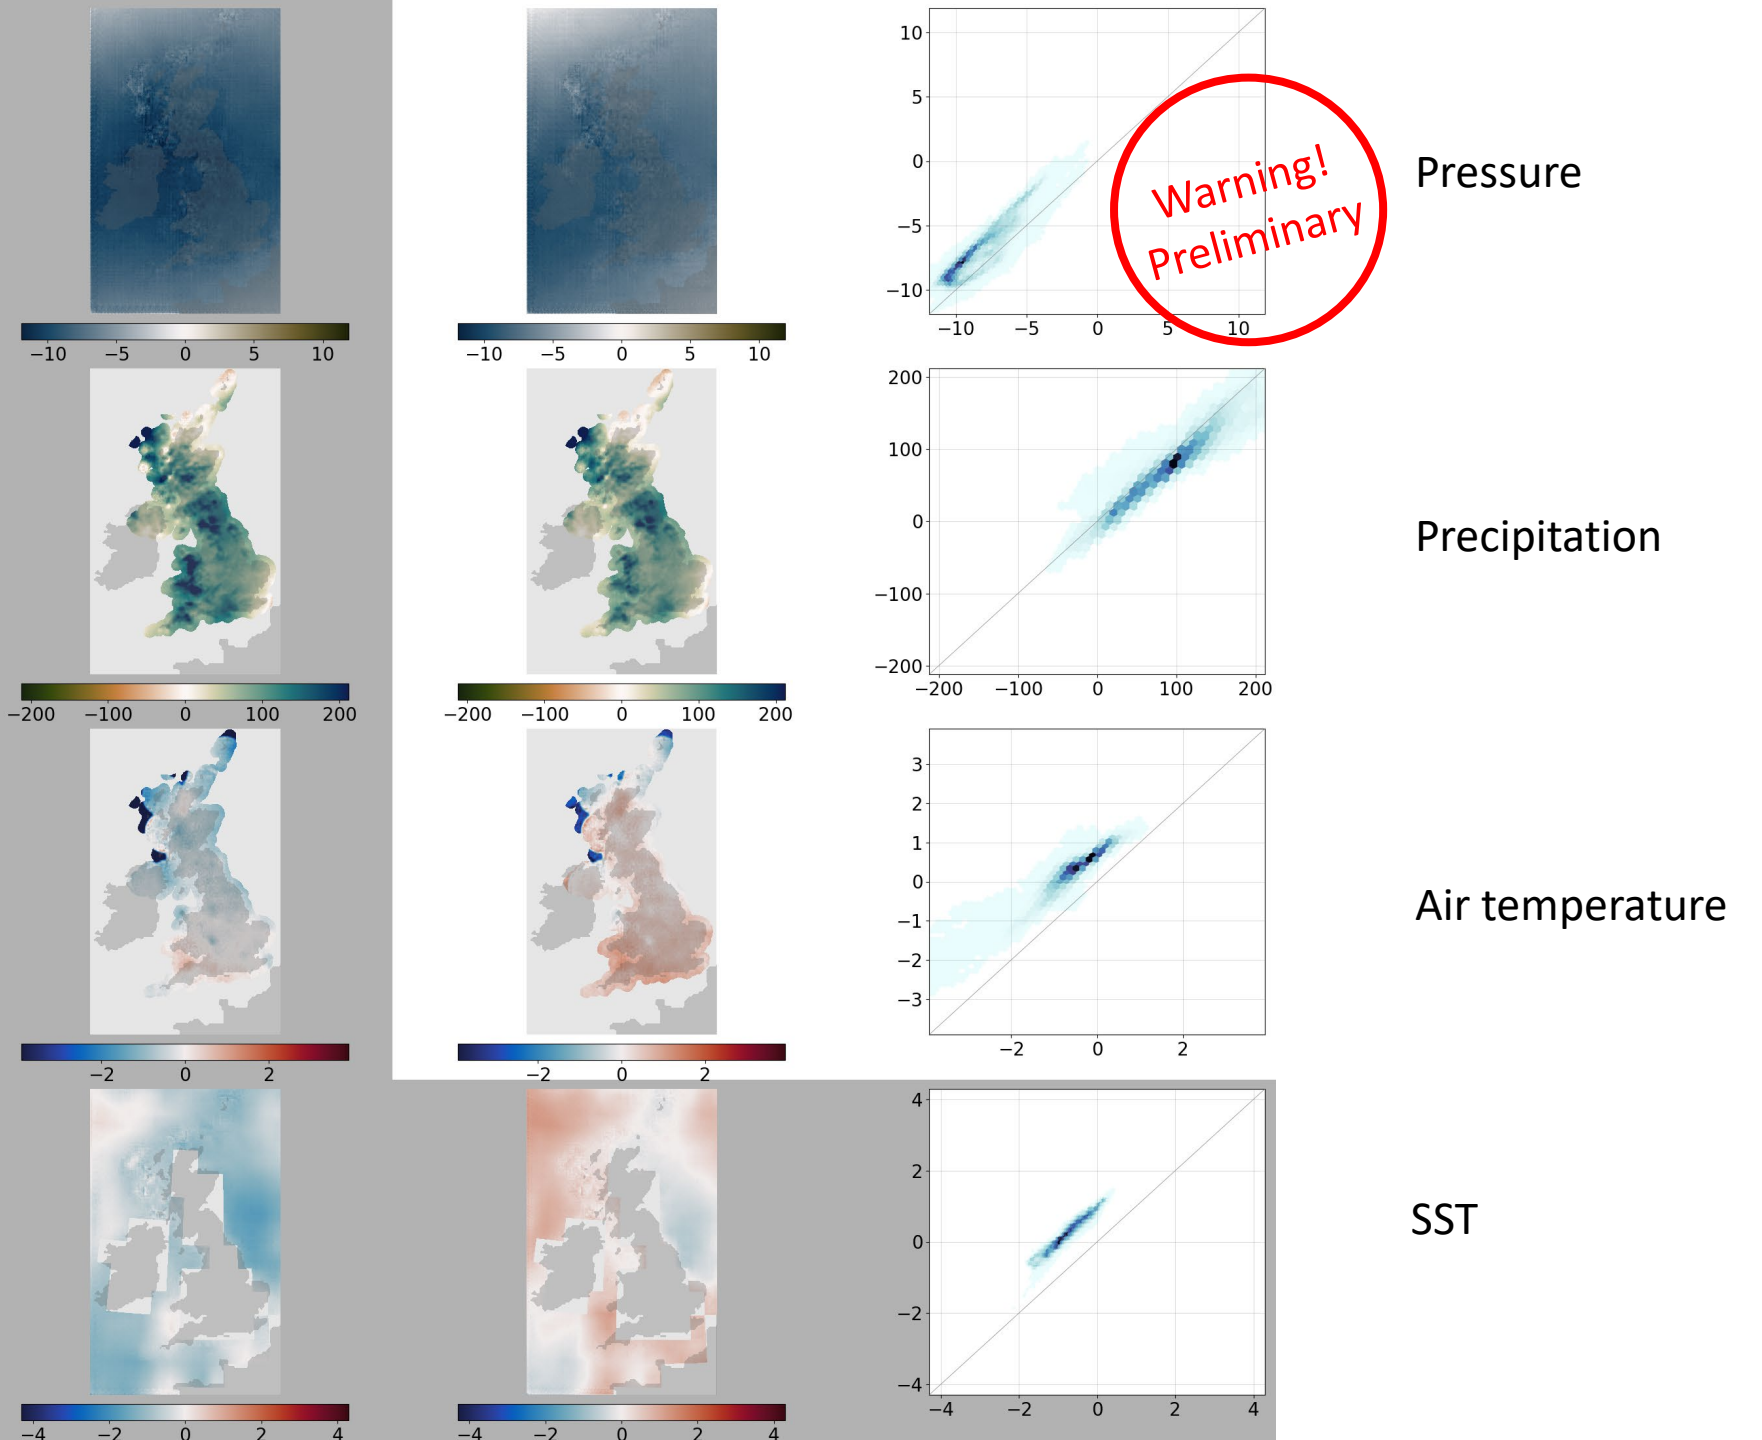 10
5
0
−5
−10
−10 −5 0 5 10
Warning!
Preliminary
Pressure
−10 −5 0 5 10
−10 −5 0 5 10
200
100
0
−100
−200
−200 −100 0 100 200
Precipitation
−200 −100 0 100 200
−200 −100 0 100 200
3
2
1
0
−1
−2
−3
−2 0 2
Air temperature
−2 0 2
−2 0 2
4
2
0
−2
−4
−4 −2 0 2 4
SST
−4 −2 0 2 4
−4 −2 0 2 4